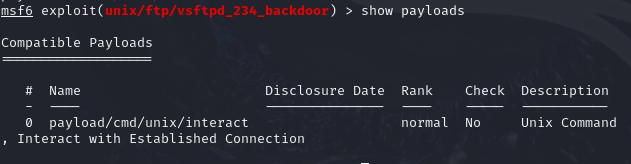 msf6 exploit(unix/ftp/vsftpd_234_backdoor) > show payloads
Compatible Payloads
===================
# Name Disclosure Date Rank Check Description
- ---- --------------- ---- ----- -----------
0 payload/cmd/unix/interact normal No Unix Command
, Interact with Established Connection